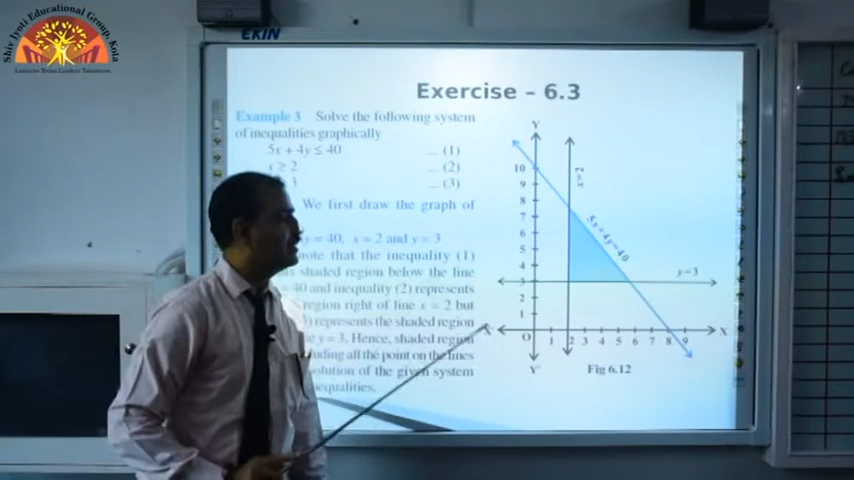 Shiv Jyoti Educational Group, Kota
Learners Today, Leaders Tomorrow
EKIN
Exercise – 6.3
Example 3 Solve the following system
of inequalities graphically
5x + 4y ≤ 40 ... (1)
x ≥ 2 ... (2)
3 ... (3)
We first draw the graph of
y = 40, x = 2 and y = 3
note that the inequality (1)
shaded region below the line
= 40 and inequality (2) represents
region right of line x = 2 but
) represents the shaded region
y = 3. Hence, shaded region
all the point on the lines
solution of the given system
inequalities.
Y
10
9
8
7
6
5
4
3
2
1
x=2
5x+4y=40
y=3
X' O 1 2 3 4 5 6 7 8 9 X
Y'
Fig 6.12